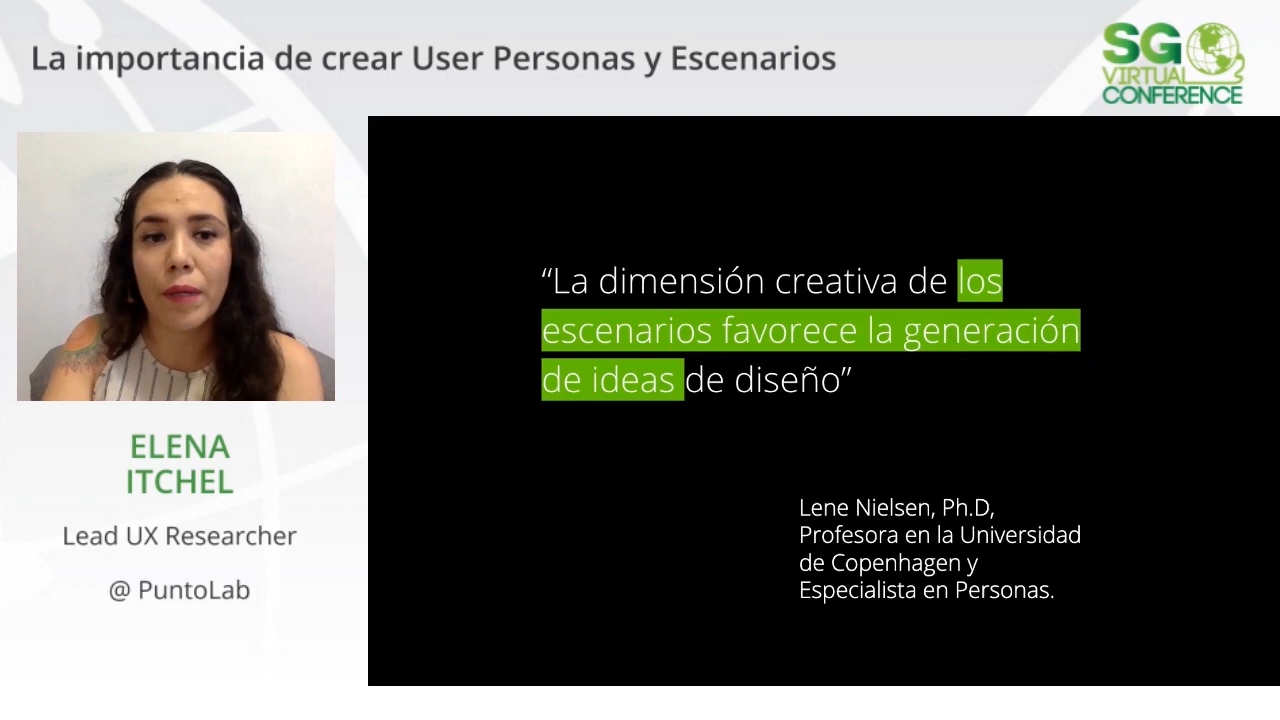 La importancia de crear User Personas y Escenarios
SG
VIRTUAL
CONFERENCE
“La dimensión creativa de los
escenarios favorece la generación
de ideas de diseño”
Lene Nielsen, Ph.D,
Profesora en la Universidad
de Copenhagen y
Especialista en Personas.
ELENA
ITCHEL
Lead UX Researcher
@ PuntoLab